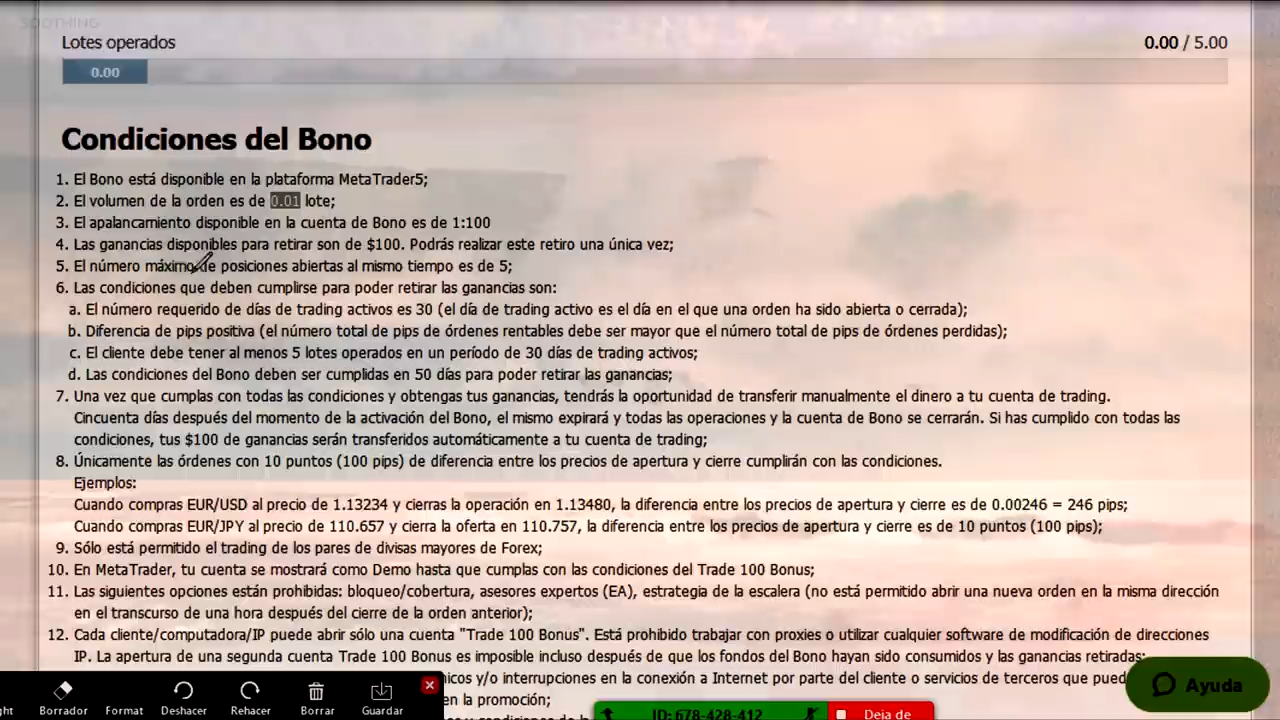 SOOTHING
Lotes operados
0.00 / 5.00
0.00
Condiciones del Bono
1. El Bono está disponible en la plataforma MetaTrader5;
2. El volumen de la orden es de 0.01 lote;
3. El apalancamiento disponible en la cuenta de Bono es de 1:100
4. Las ganancias disponibles para retirar son de $100. Podrás realizar este retiro una única vez;
5. El número máximo de posiciones abiertas al mismo tiempo es de 5;
6. Las condiciones que deben cumplirse para poder retirar las ganancias son:
a. El número requerido de días de trading activos es 30 (el día de trading activo es el día en el que una orden ha sido abierta o cerrada);
b. Diferencia de pips positiva (el número total de pips de órdenes rentables debe ser mayor que el número total de pips de órdenes perdidas);
c. El cliente debe tener al menos 5 lotes operados en un período de 30 días de trading activos;
d. Las condiciones del Bono deben ser cumplidas en 50 días para poder retirar las ganancias;
7. Una vez que cumplas con todas las condiciones y obtengas tus ganancias, tendrás la oportunidad de transferir manualmente el dinero a tu cuenta de trading.
Cincuenta días después del momento de la activación del Bono, el mismo expirará y todas las operaciones y la cuenta de Bono se cerrarán. Si has cumplido con todas las
condiciones, tus $100 de ganancias serán transferidos automáticamente a tu cuenta de trading;
8. Únicamente las órdenes con 10 puntos (100 pips) de diferencia entre los precios de apertura y cierre cumplirán con las condiciones.
Ejemplos:
Cuando compras EUR/USD al precio de 1.13234 y cierras la operación en 1.13480, la diferencia entre los precios de apertura y cierre es de 0.00246 = 246 pips;
Cuando compras EUR/JPY al precio de 110.657 y cierra la oferta en 110.757, la diferencia entre los precios de apertura y cierre es de 10 puntos (100 pips);
9. Sólo está permitido el trading de los pares de divisas mayores de Forex;
10. En MetaTrader, tu cuenta se mostrará como Demo hasta que cumplas con las condiciones del Trade 100 Bonus;
11. Las siguientes opciones están prohibidas: bloqueo/cobertura, asesores expertos (EA), estrategia de la escalera (no está permitido abrir una nueva orden en la misma dirección
en el transcurso de una hora después del cierre de la orden anterior);
12. Cada cliente/computadora/IP puede abrir sólo una cuenta "Trade 100 Bonus". Está prohibido trabajar con proxies o utilizar cualquier software de modificación de direcciones
IP. La apertura de una segunda cuenta Trade 100 Bonus es imposible incluso después de que los fondos del Bono hayan sido consumidos y las ganancias retiradas;
nicos y/o interrupciones en la conexión a Internet por parte del cliente o servicios de terceros que pued
en la promoción;
Ayuda
ght Borrador Format Deshacer Rehacer Borrar Guardar
ID: 678-428-412
Deja de